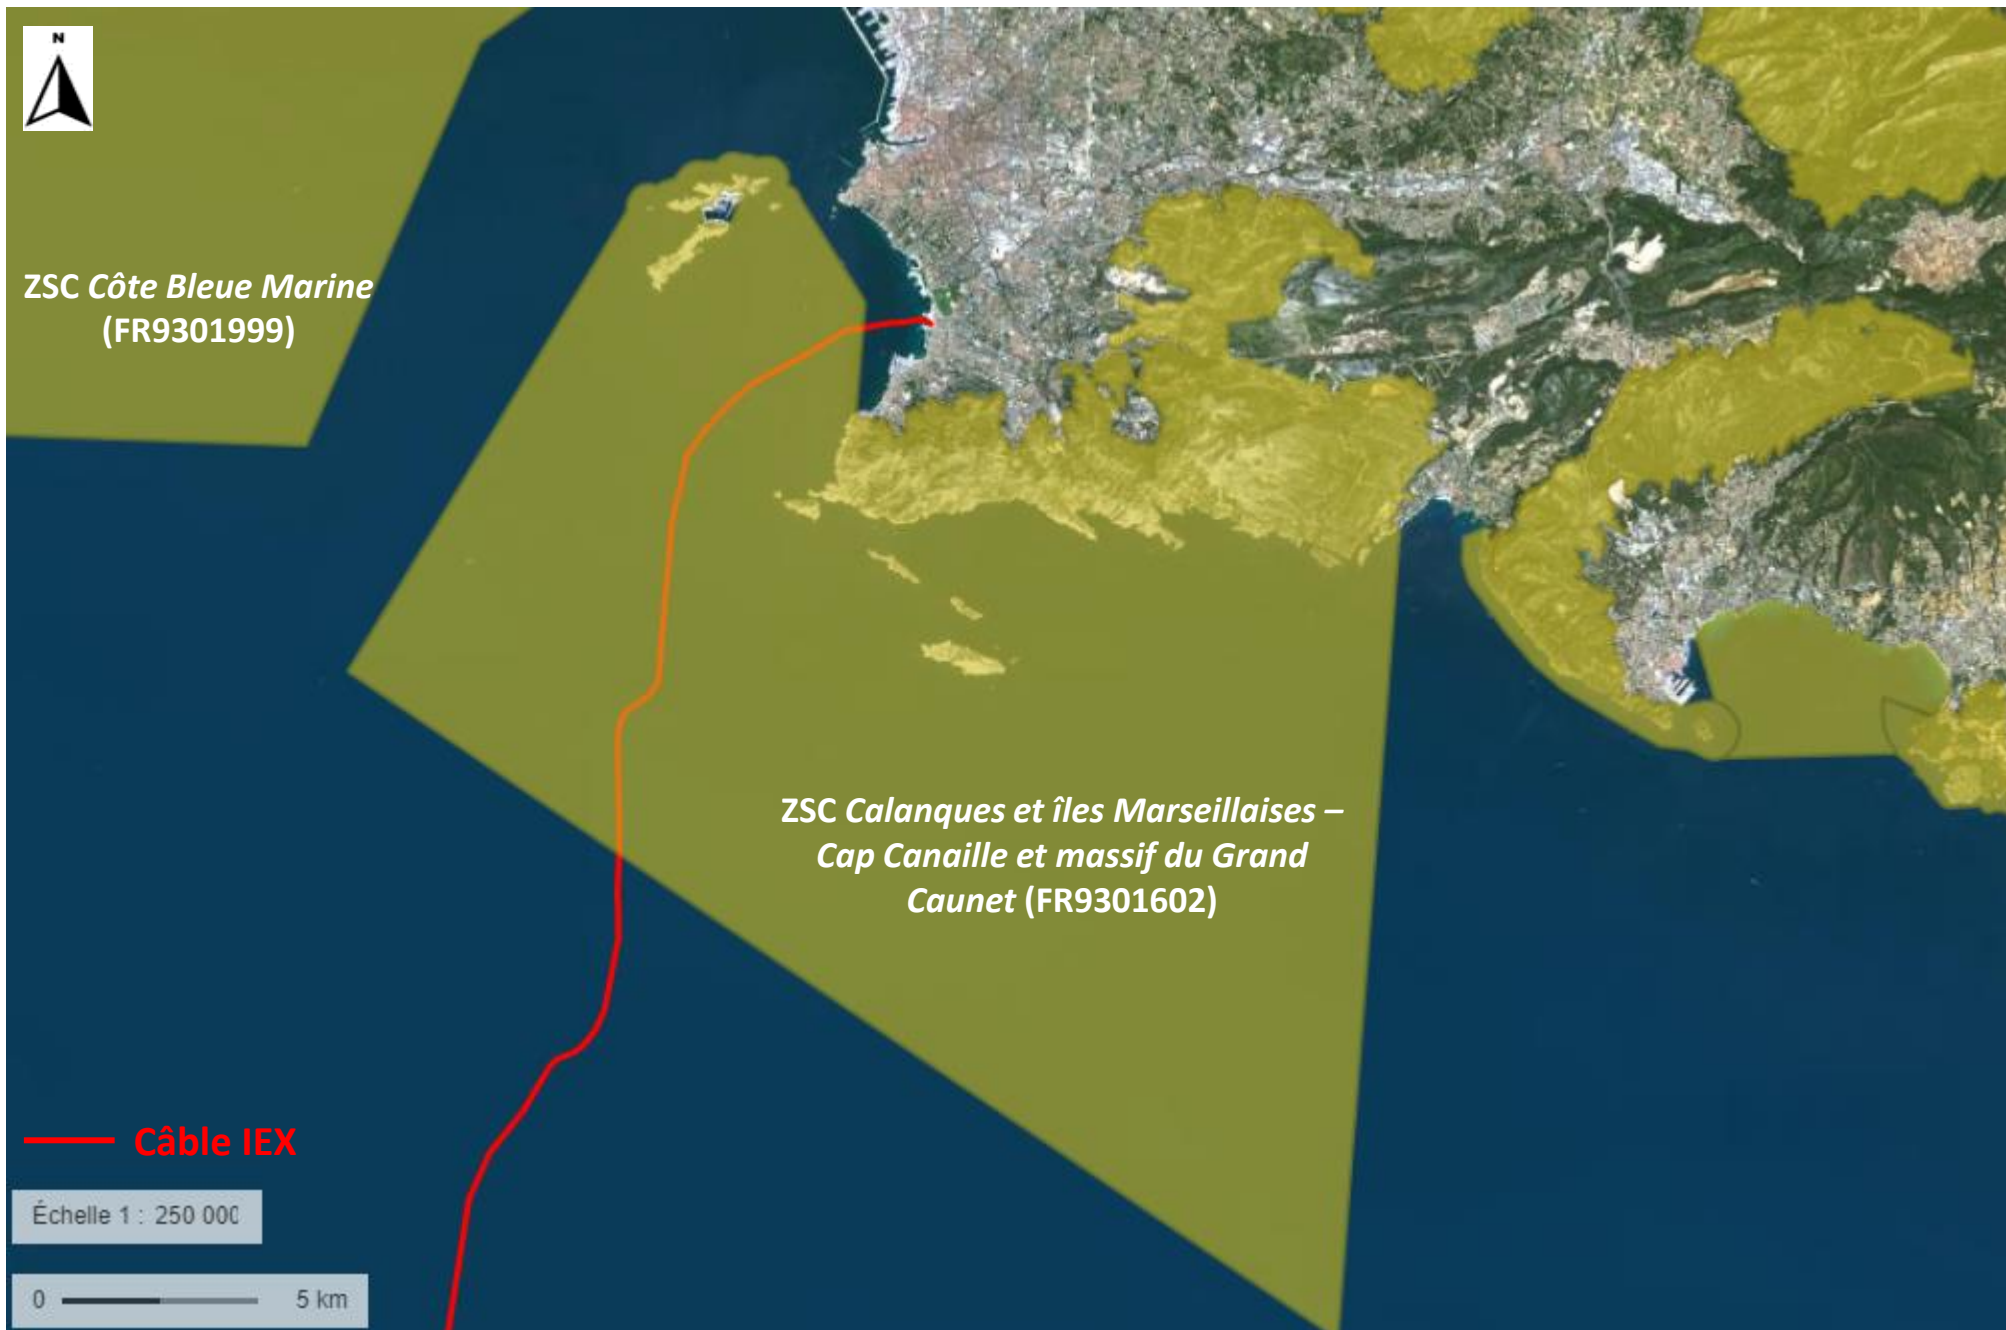 N
ZSC Côte Bleue Marine
(FR9301999)
ZSC Calanques et îles Marseillaises –
Cap Canaille et massif du Grand
Caunet (FR9301602)
Câble IEX
Échelle 1 : 250 000
0 5 km